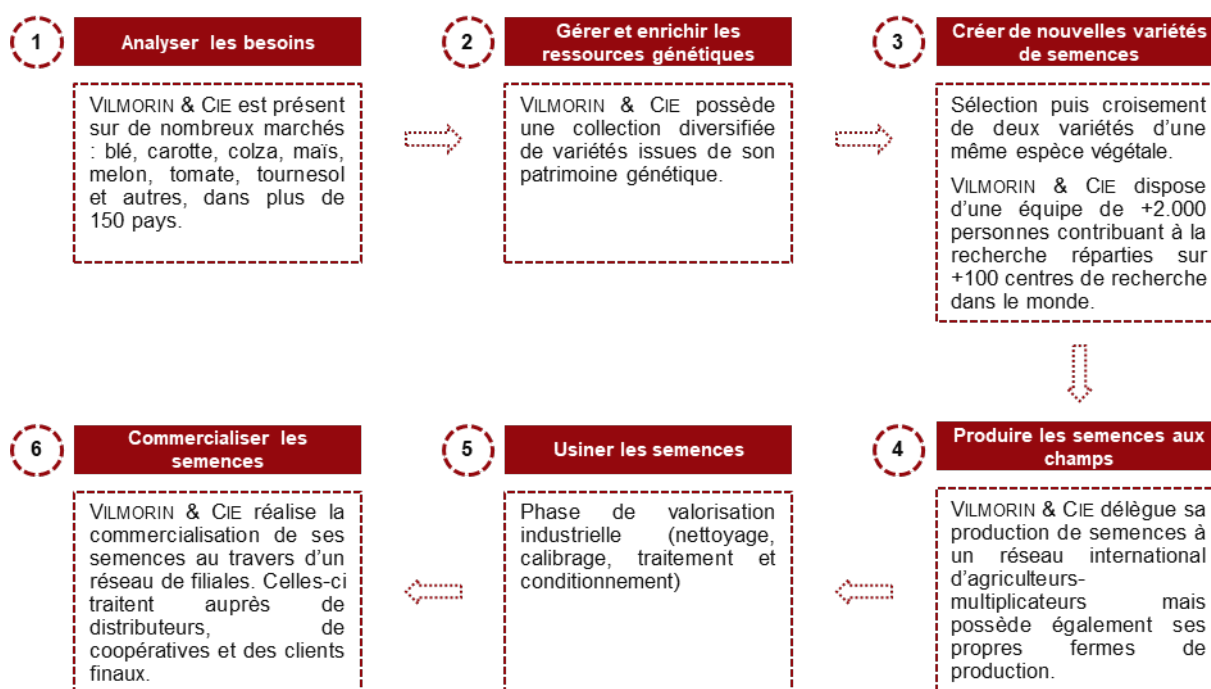 1
Analyser les besoins
VILMORIN & CIE est présent
sur de nombreux marchés
: blé, carotte, colza, maïs,
melon, tomate, tournesol
et autres, dans plus de
150 pays.
2
Gérer et enrichir les
ressources génétiques
VILMORIN & CIE possède
une collection diversifiée
de variétés issues de son
patrimoine génétique.
3
Créer de nouvelles variétés
de semences
Sélection puis croisement
de deux variétés d'une
même espèce végétale.
VILMORIN & CIE dispose
d'une équipe de +2.000
personnes contribuant à la
recherche réparties sur
+100 centres de recherche
dans le monde.
4
Produire les semences aux
champs
VILMORIN & CIE délègue sa
production de semences à
un réseau international
d'agriculteurs-
multiplicateurs mais
possède également ses
propres fermes de
production.
5
Usiner les semences
Phase de valorisation
industrielle (nettoyage,
calibrage, traitement et
conditionnement)
6
Commercialiser les
semences
VILMORIN & CIE réalise la
commercialisation de ses
semences au travers d'un
réseau de filiales. Celles-ci
traitent auprès de
distributeurs, de
coopératives et des clients
finaux.